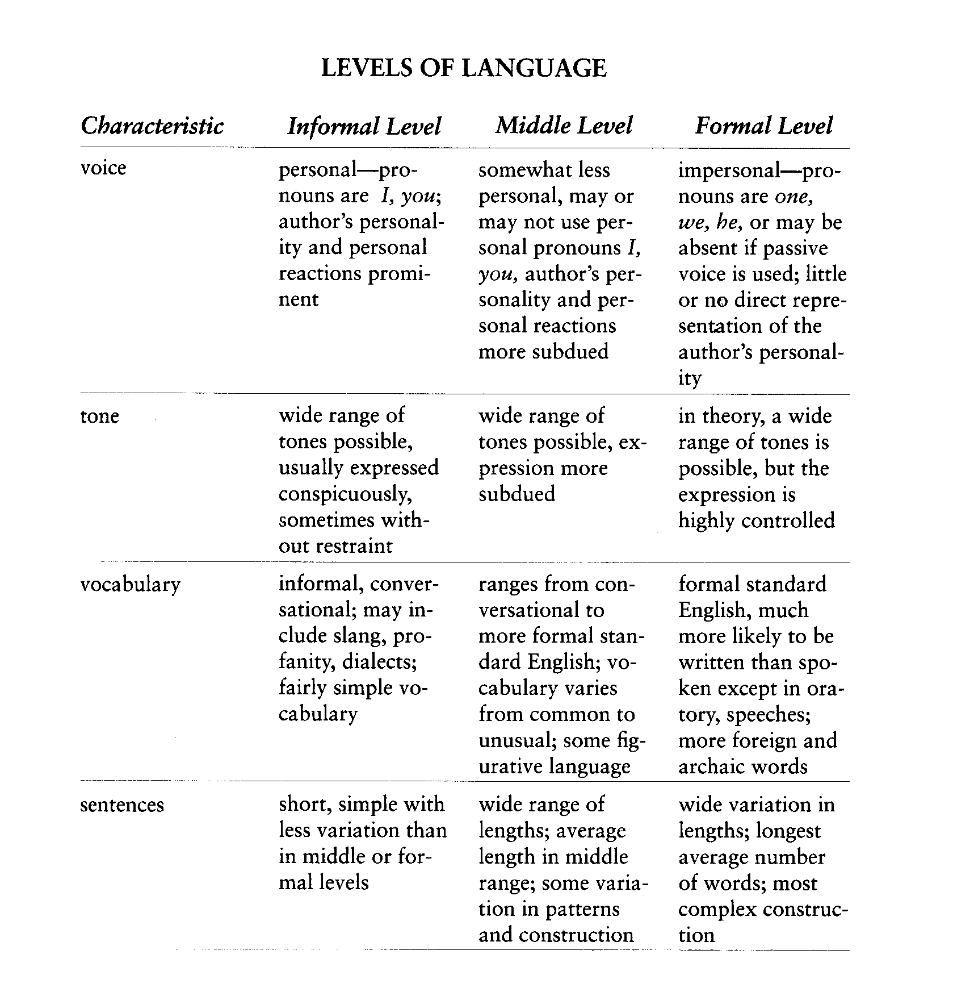 LEVELS OF LANGUAGE
Characteristic Informal Level Middle Level Formal Level
voice
personal—pro-
nouns are I, you;
author's personal-
ity and personal
reactions promi-
nent
somewhat less
personal, may or
may not use per-
sonal pronouns I,
you, author's per-
sonality and per-
sonal reactions
more subdued
impersonal—pro-
nouns are one,
we, he, or may be
absent if passive
voice is used; little
or no direct repre-
sentation of the
author's personal-
ity
tone
wide range of
tones possible,
usually expressed
conspicuously,
sometimes with-
out restraint
wide range of
tones possible, ex-
pression more
subdued
in theory, a wide
range of tones is
possible, but the
expression is
highly controlled
vocabulary
informal, conver-
sational; may in-
clude slang, pro-
fanity, dialects;
fairly simple vo-
cabulary
ranges from con-
versational to
more formal stan-
dard English; vo-
cabulary varies
from common to
unusual; some fig-
urative language
formal standard
English, much
more likely to be
written than spo-
ken except in ora-
tory, speeches;
more foreign and
archaic words
sentences
short, simple with
less variation than
in middle or for-
mal levels
wide range of
lengths; average
length in middle
range; some varia-
tion in patterns
and construction
wide variation in
lengths; longest
average number
of words; most
complex construc-
tion